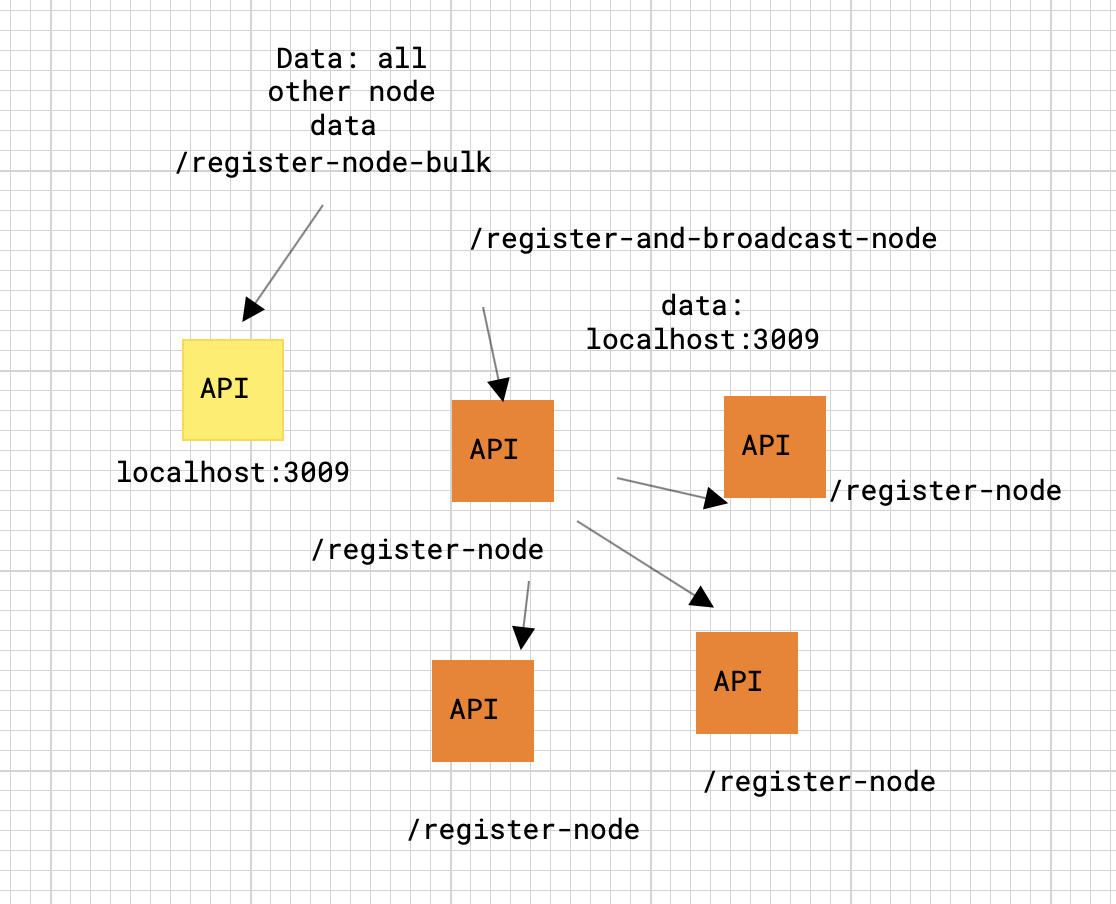 Data: all
other node
data
/register-node-bulk
/register-and-broadcast-node
data:
localhost:3009
API
localhost:3009
API
API
/register-node
/register-node
API
API
/register-node
/register-node